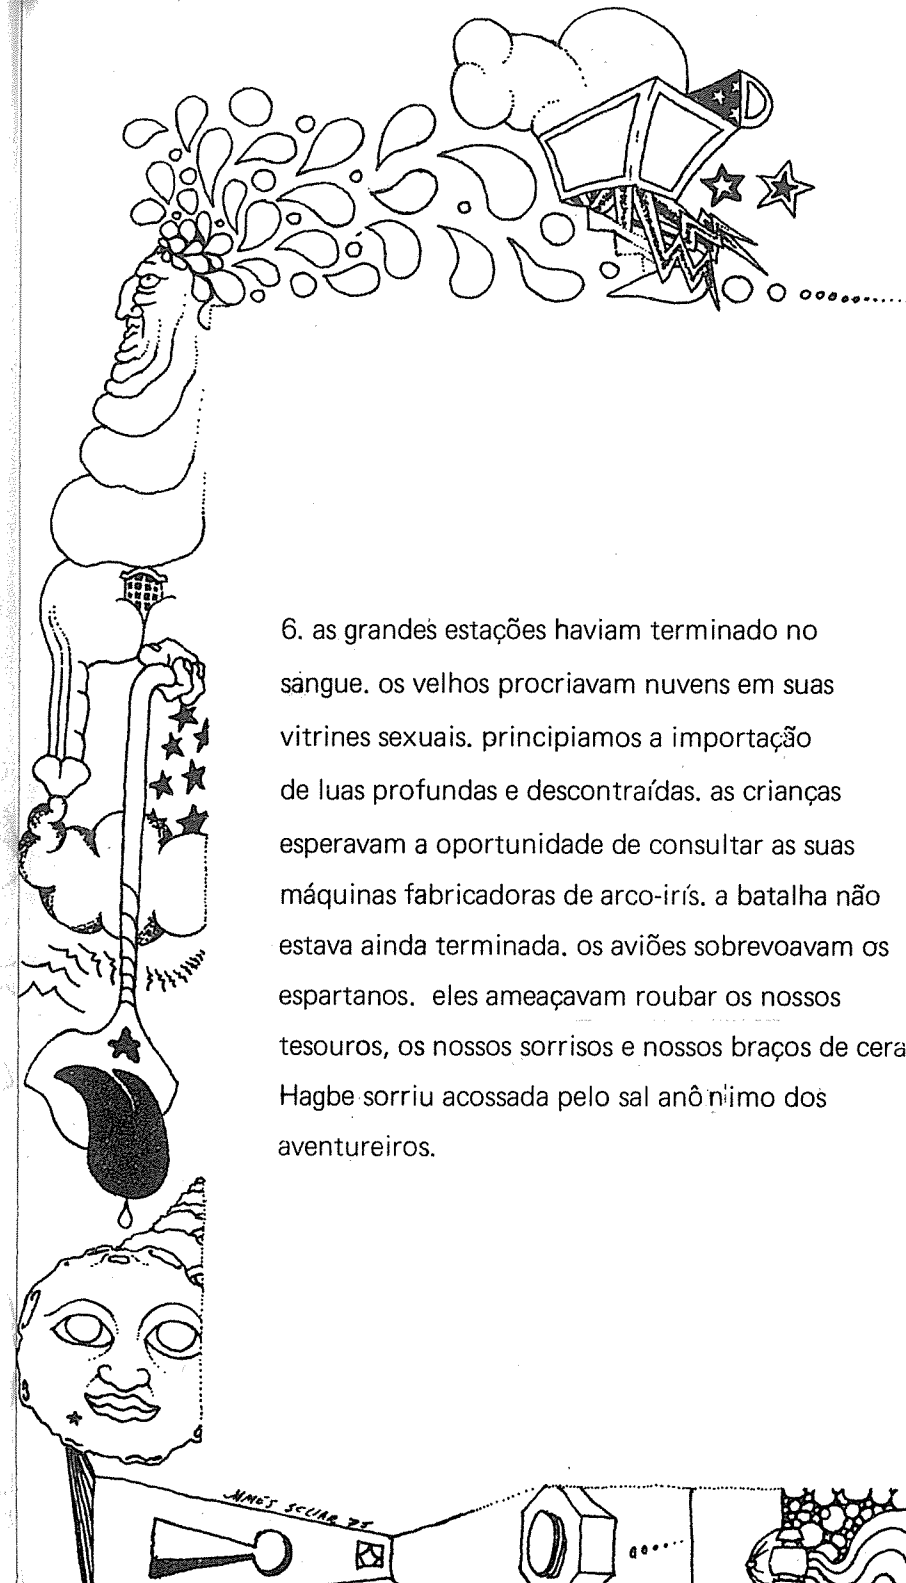 6. as grandes estações haviam terminado no
sangue. os velhos procriavam nuvens em suas
vitrines sexuais. principiamos a importação
de luas profundas e descontraídas. as crianças
esperavam a oportunidade de consultar as suas
máquinas fabricadoras de arco-irís. a batalha não
estava ainda terminada. os aviões sobrevoavam os
espartanos. eles ameaçavam roubar os nossos
tesouros, os nossos sorrisos e nossos braços de cera
Hagbe sorriu acossada pelo sal anônimo dos
aventureiros.
SCLIAR 75